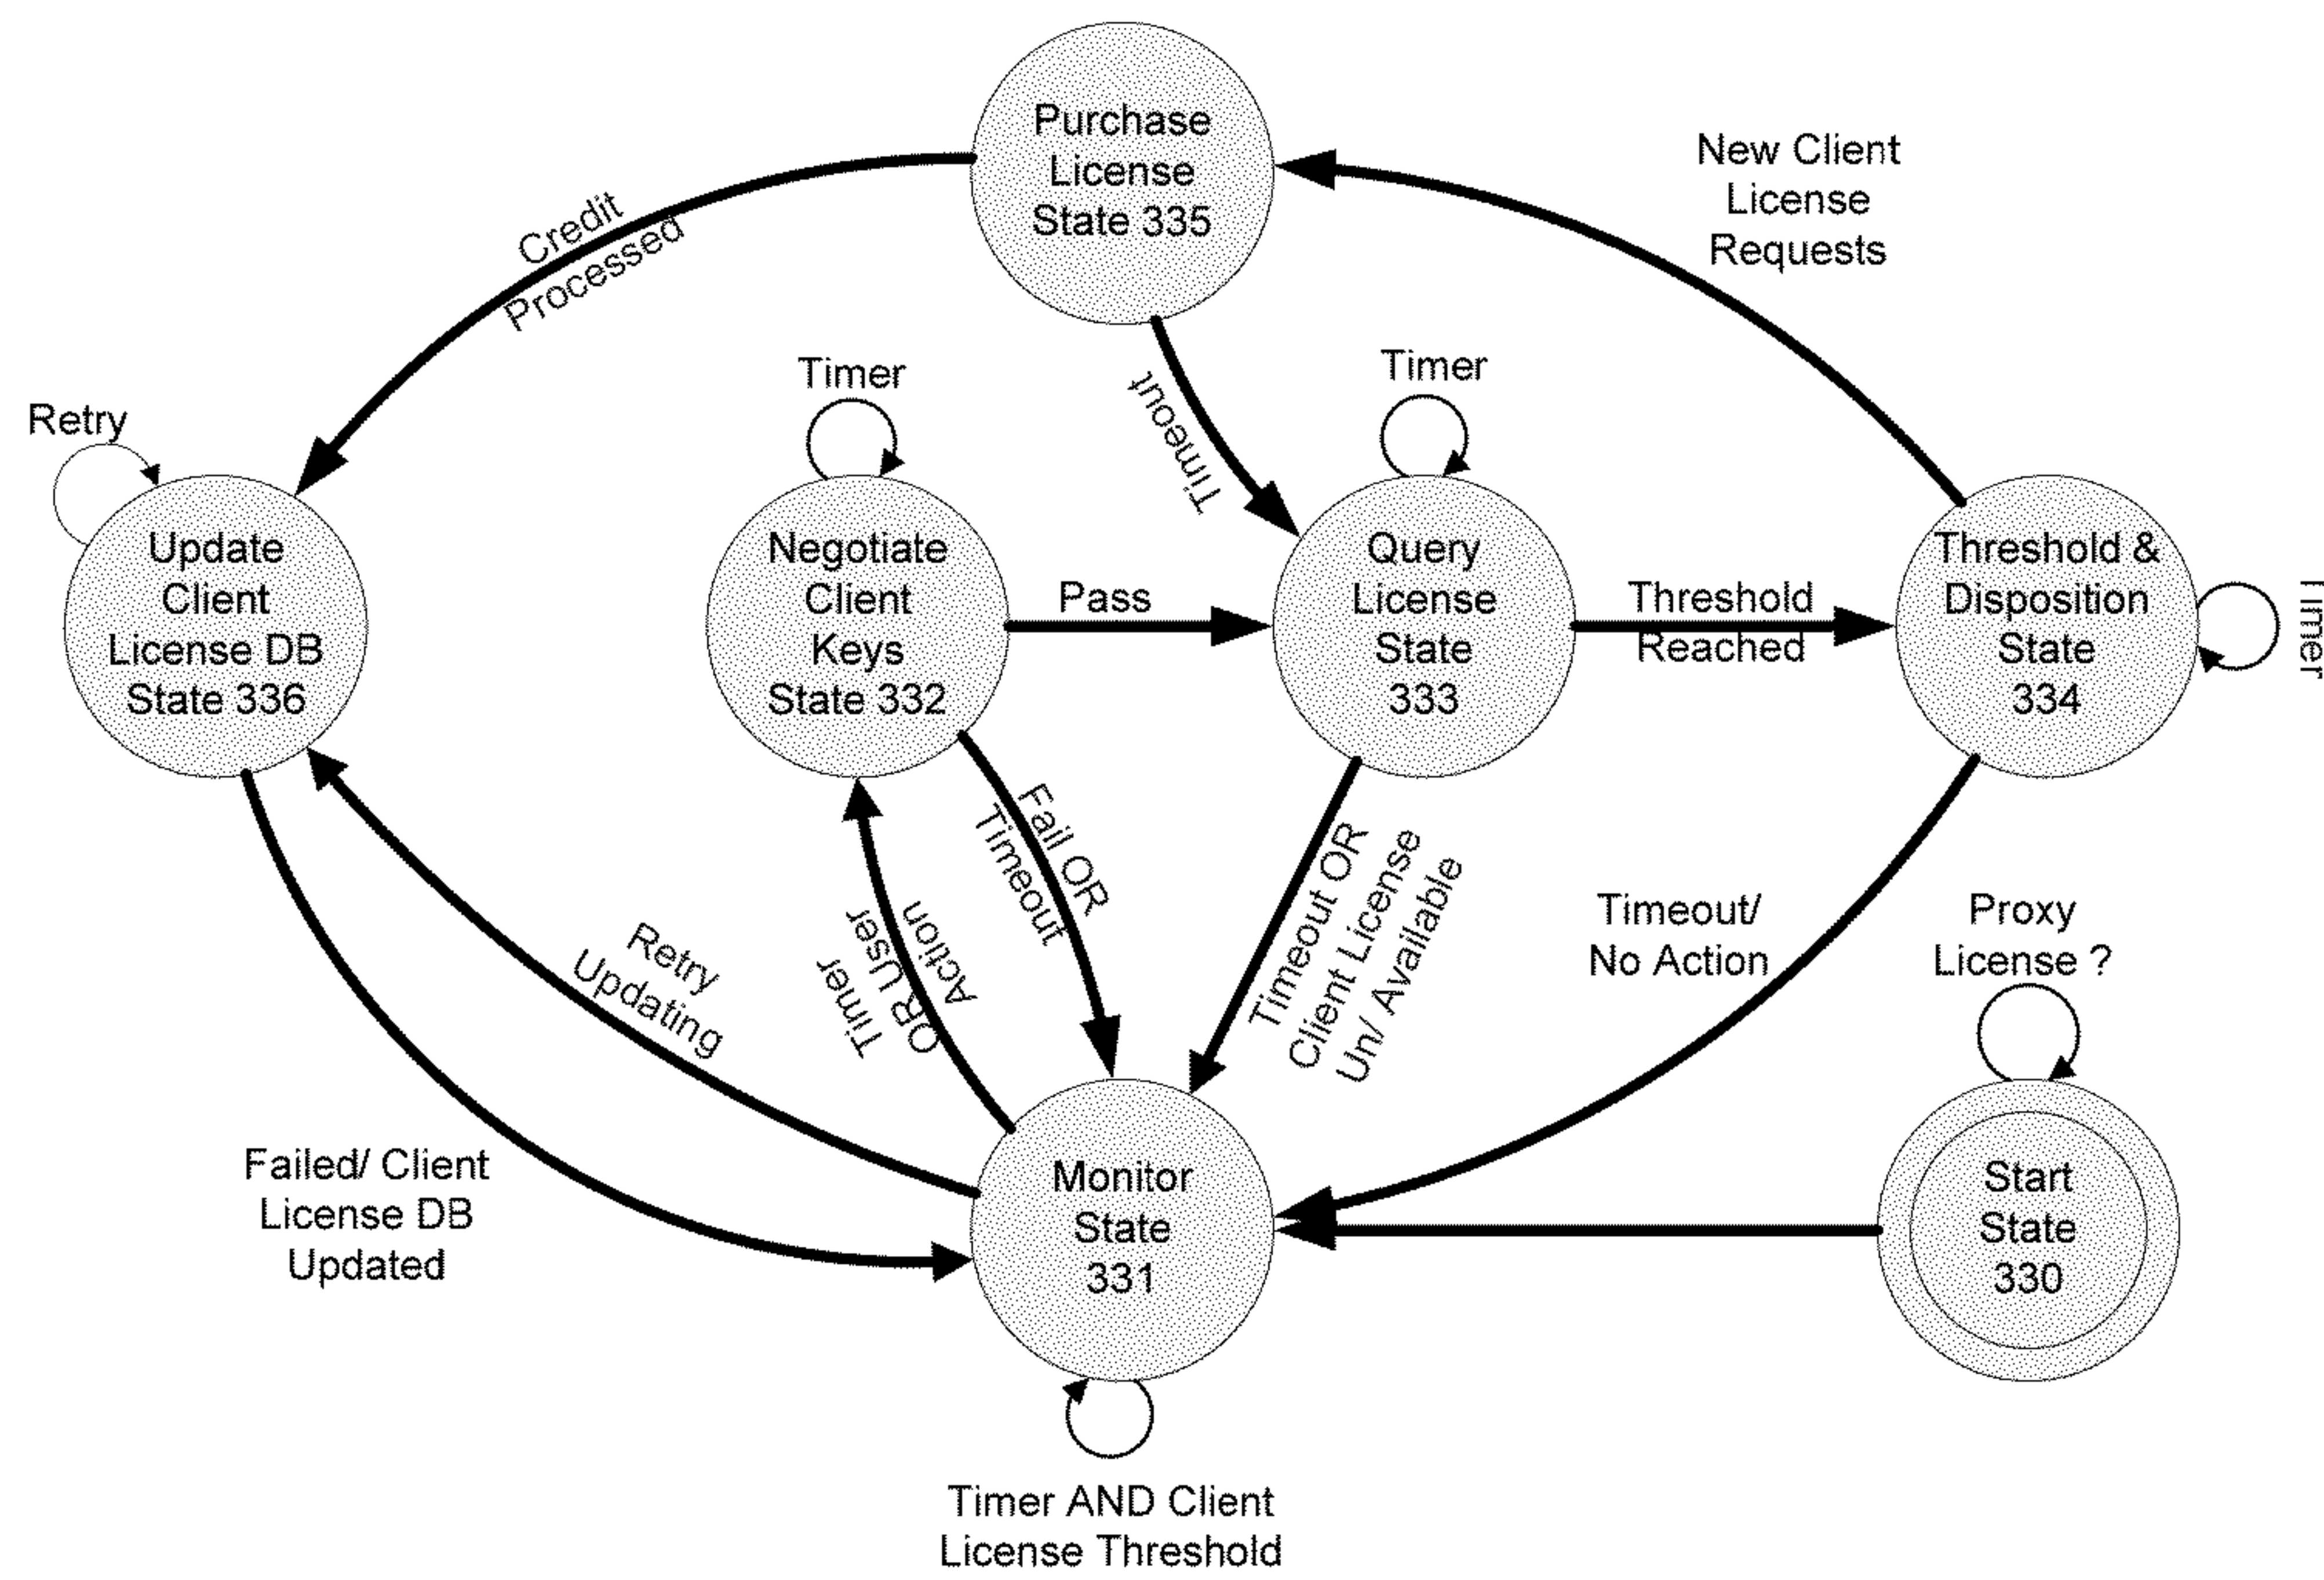 Purchase
License
State 335
New Client
License
Requests
Credit
Processed
Timeout
Timer
Timer
Retry
Update
Client
License DB
State 336
Negotiate
Client
Keys
State 332
Pass
Query
License
State
333
Threshold
Reached
Threshold &
Disposition
State
334
Timer
Fail OR
Timeout
Timer
OR User
Action
Timeout OR
Client License
Un/ Available
Retry
Updating
Timeout/
No Action
Proxy
License ?
Failed/ Client
License DB
Updated
Monitor
State
331
Start
State
330
Timer AND Client
License Threshold